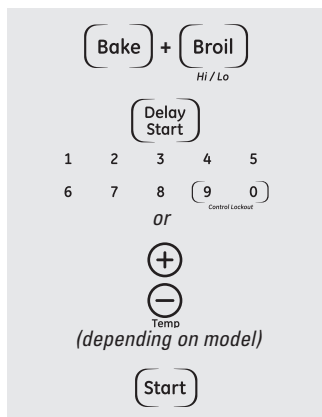 Bake + Broil
Hi / Lo
Delay
Start
1 2 3 4 5
6 7 8 9 0
Control Lockout
or
+
−
Temp
(depending on model)
Start